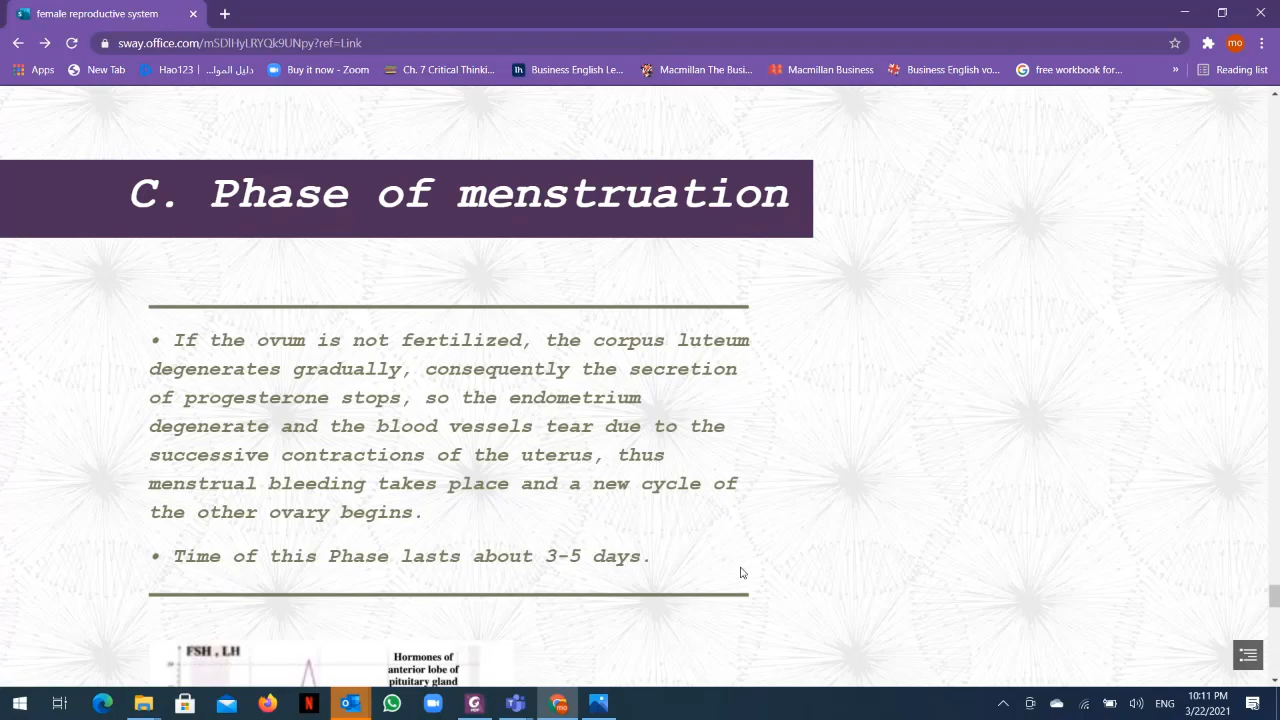 female reproductive system
sway.office.com/mSDlHyLRYQk9UNpy?ref=Link
mo
Apps
New Tab
Hao123 | دليل الموا...
Buy it now - Zoom
Ch. 7 Critical Thinki...
Business English Le...
Macmillan The Busi...
Macmillan Business
Business English vo...
free workbook for...
»
Reading list
C. Phase of menstruation
• If the ovum is not fertilized, the corpus luteum
degenerates gradually, consequently the secretion
of progesterone stops, so the endometrium
degenerate and the blood vessels tear due to the
successive contractions of the uterus, thus
menstrual bleeding takes place and a new cycle of
the other ovary begins.
• Time of this Phase lasts about 3-5 days.
FSH , LH
Hormones of
anterior lobe of
pituitary gland
ENG
10:11 PM
3/22/2021